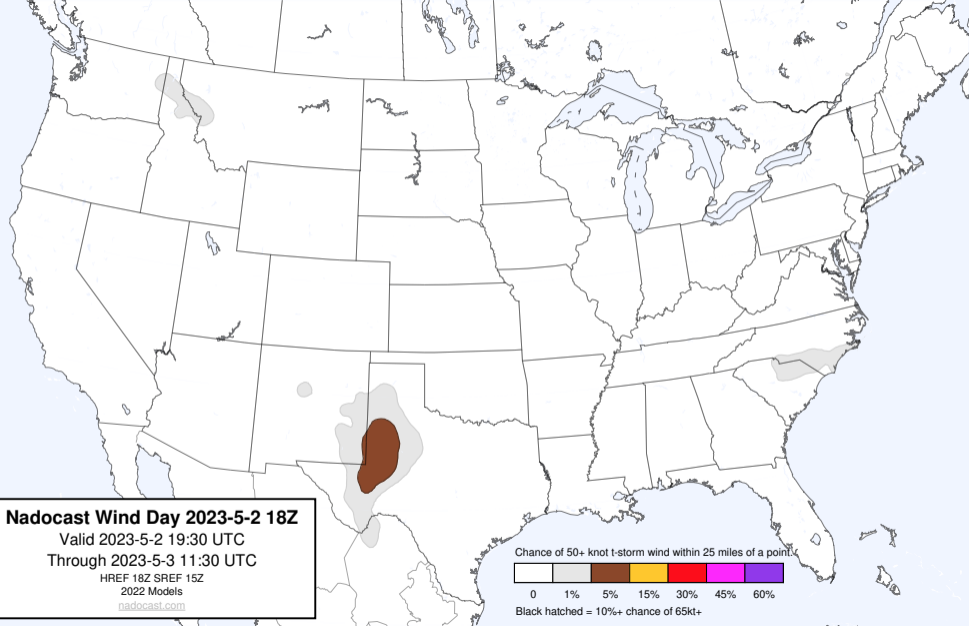 Nadocast Wind Day 2023-5-2 18Z
Valid 2023-5-2 19:30 UTC
Through 2023-5-3 11:30 UTC
HREF 18Z SREF 15Z
2022 Models
nadocast.com
Chance of 50+ knot t-storm wind within 25 miles of a point.
0 1% 5% 15% 30% 45% 60%
Black hatched = 10%+ chance of 65kt+